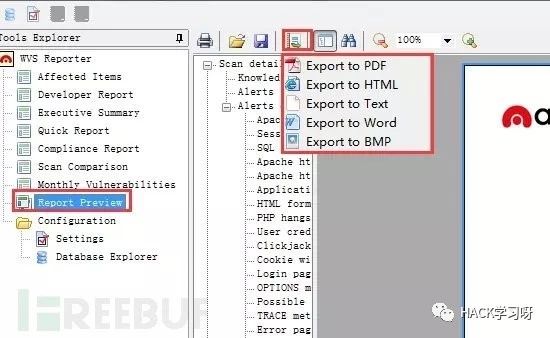 Tools Explorer
WVS Reporter
Affected Items
Developer Report
Executive Summary
Quick Report
Compliance Report
Scan Comparison
Monthly Vulnerabilities
Report Preview
Configuration
Settings
Database Explorer
100%
Export to PDF
Export to HTML
Export to Text
Export to Word
Export to BMP
Scan detai
Knowled
Alerts
Alerts
Apac
Sess
SQL
Apache ht
Apache ht
Applicati
HTML form
PHP hangs
User cred
Clickjack
Cookie wi
Login pag
OPTIONS m
Possible
TRACE met
Error pag
a
REEBUF
HACK学习呀